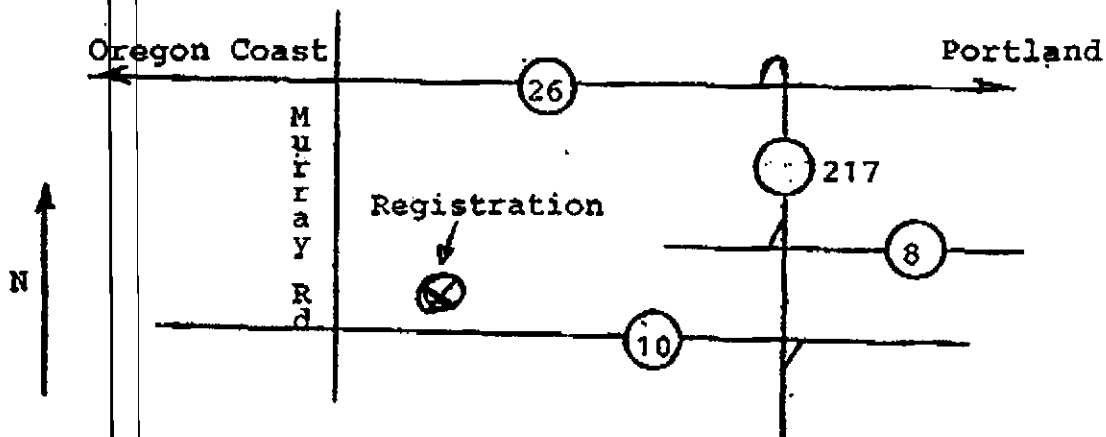 Oregon Coast
Portland
26
Murray Rd
217
Registration
8
N
10